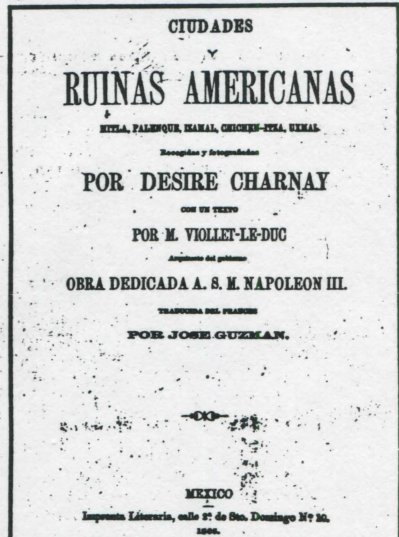 CIUDADES
Y
RUINAS AMERICANAS
MITLA, PALENQUE, IZAMAL, CHICHEN-ITZA, UXMAL.
Recogidas y fotografiadas
POR DESIRE CHARNAY
CON UN TEXTO
POR M. VIOLLET-LE-DUC
Arquitecto del gobierno
OBRA DEDICADA A. S. M. NAPOLEON III.
TRADUCIDA DEL FRANCES
POR JOSE GUZMAN.
MEXICO
Imprenta Literaria, calle 2ª de Sto. Domingo Nº 10.
1866.